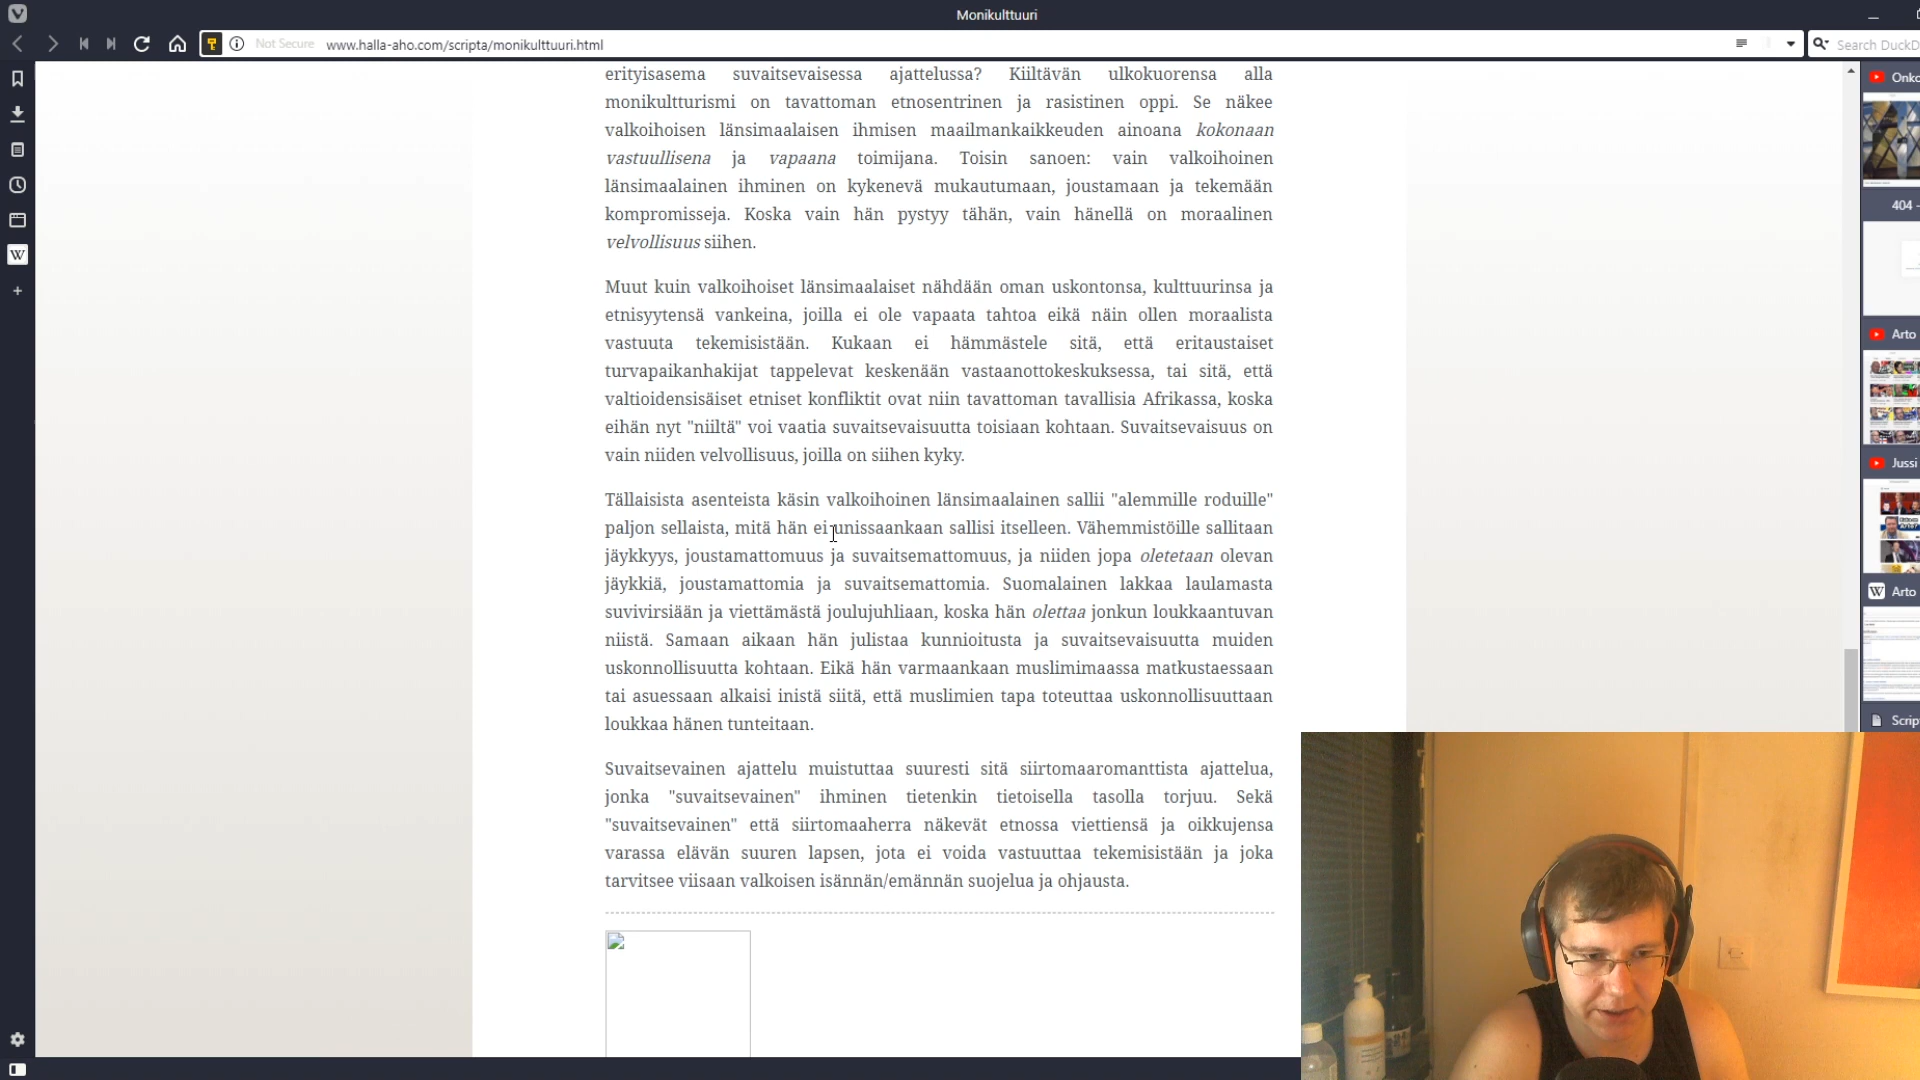 Monikulttuuri
Not Secure www.halla-aho.com/scripta/monikulttuuri.html
Search DuckD
erityisasema suvaitsevaisessa ajattelussa? Kiiltävän ulkokuorensa alla
monikultturismi on tavattoman etnosentrinen ja rasistinen oppi. Se näkee
valkoihoisen länsimaalaisen ihmisen maailmankaikkeuden ainoana kokonaan
vastuullisena ja vapaana toimijana. Toisin sanoen: vain valkoihoinen
länsimaalainen ihminen on kykenevä mukautumaan, joustamaan ja tekemään
kompromisseja. Koska vain hän pystyy tähän, vain hänellä on moraalinen
velvollisuus siihen.
Muut kuin valkoihoiset länsimaalaiset nähdään oman uskontonsa, kulttuurinsa ja
etnisyytensä vankeina, joilla ei ole vapaata tahtoa eikä näin ollen moraalista
vastuuta tekemisistään. Kukaan ei hämmästele sitä, että eritaustaiset
turvapaikanhakijat tappelevat keskenään vastaanottokeskuksessa, tai sitä, että
valtioidensisäiset etniset konfliktit ovat niin tavattoman tavallisia Afrikassa, koska
eihän nyt "niiltä" voi vaatia suvaitsevaisuutta toisiaan kohtaan. Suvaitsevaisuus on
vain niiden velvollisuus, joilla on siihen kyky.
Tällaisista asenteista käsin valkoihoinen länsimaalainen sallii "alemmille roduille"
paljon sellaista, mitä hän ei unissaankaan sallisi itselleen. Vähemmistöille sallitaan
jäykkyys, joustamattomuus ja suvaitsemattomuus, ja niiden jopa oletetaan olevan
jäykkiä, joustamattomia ja suvaitsemattomia. Suomalainen lakkaa laulamasta
suvivirsiään ja viettämästä joulujuhliaan, koska hän olettaa jonkun loukkaantuvan
niistä. Samaan aikaan hän julistaa kunnioitusta ja suvaitsevaisuutta muiden
uskonnollisuutta kohtaan. Eikä hän varmaankaan muslimimaassa matkustaessaan
tai asuessaan alkaisi inistä siitä, että muslimien tapa toteuttaa uskonnollisuuttaan
loukkaa hänen tunteitaan.
Suvaitsevainen ajattelu muistuttaa suuresti sitä siirtomaaromanttista ajattelua,
jonka "suvaitsevainen" ihminen tietenkin tietoisella tasolla torjuu. Sekä
"suvaitsevainen" että siirtomaaherra näkevät etnossa viettiensä ja oikkujensa
varassa elävän suuren lapsen, jota ei voida vastuuttaa tekemisistään ja joka
tarvitsee viisaan valkoisen isännän/emännän suojelua ja ohjausta.
Onko
404 -
Arto
Jussi
W Arto
Scrip
W